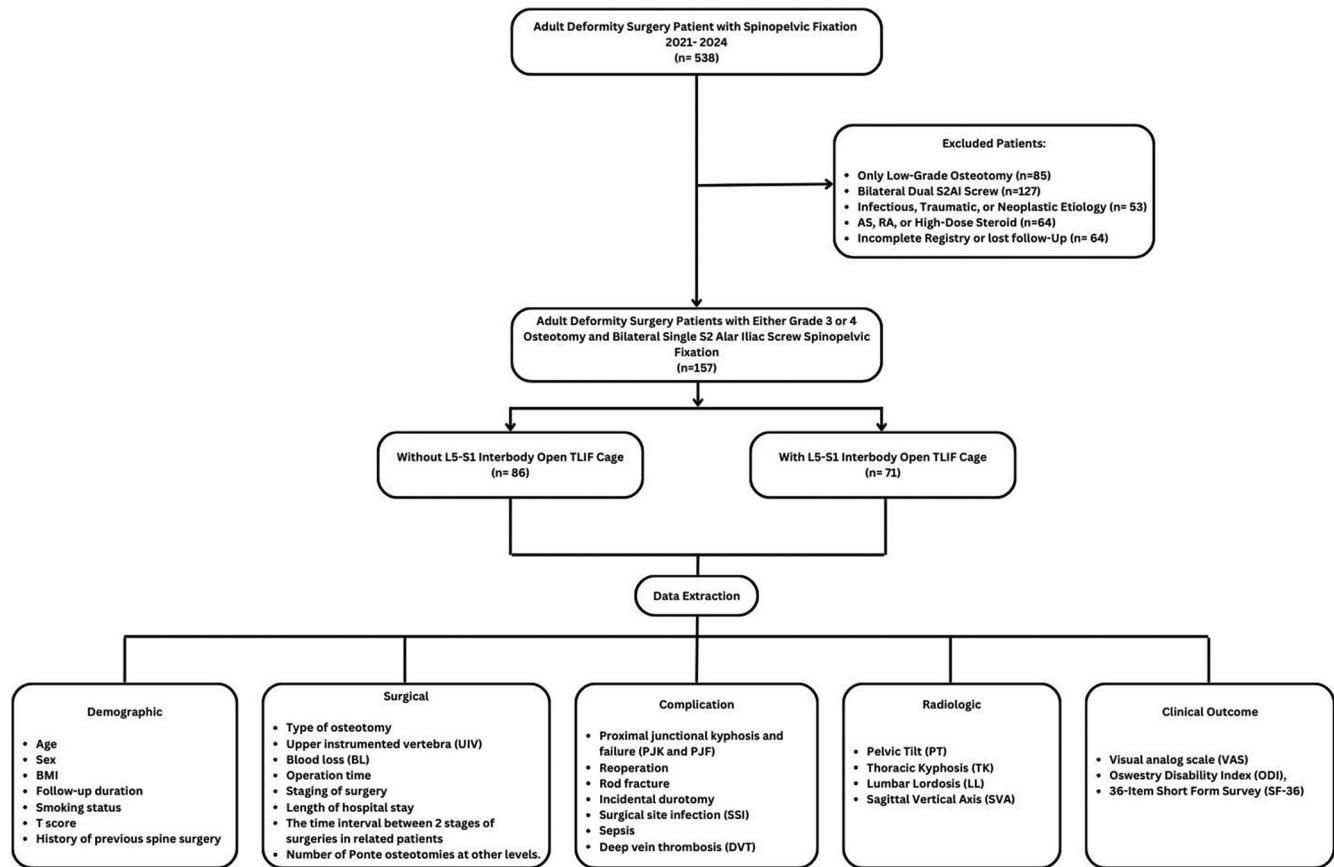 Adult Deformity Surgery Patient with Spinopelvic Fixation
2021- 2024
(n= 538)
Excluded Patients:
• Only Low-Grade Osteotomy (n=85)
• Bilateral Dual S2AI Screw (n=127)
• Infectious, Traumatic, or Neoplastic Etiology (n= 53)
• AS, RA, or High-Dose Steroid (n=64)
• Incomplete Registry or lost follow-Up (n= 64)
Adult Deformity Surgery Patients with Either Grade 3 or 4
Osteotomy and Bilateral Single S2 Alar Iliac Screw Spinopelvic
Fixation
(n=157)
Without L5-S1 Interbody Open TLIF Cage
(n= 86)
With L5-S1 Interbody Open TLIF Cage
(n= 71)
Data Extraction
Demographic
• Age
• Sex
• BMI
• Follow-up duration
• Smoking status
• T score
• History of previous spine surgery
Surgical
• Type of osteotomy
• Upper instrumented vertebra (UIV)
• Blood loss (BL)
• Operation time
• Staging of surgery
• Length of hospital stay
• The time interval between 2 stages of
surgeries in related patients
• Number of Ponte osteotomies at other levels.
Complication
• Proximal junctional kyphosis and
failure (PJK and PJF)
• Reoperation
• Rod fracture
• Incidental durotomy
• Surgical site infection (SSI)
• Sepsis
• Deep vein thrombosis (DVT)
Radiologic
• Pelvic Tilt (PT)
• Thoracic Kyphosis (TK)
• Lumbar Lordosis (LL)
• Sagittal Vertical Axis (SVA)
Clinical Outcome
• Visual analog scale (VAS)
• Oswestry Disability Index (ODI),
• 36-Item Short Form Survey (SF-36)